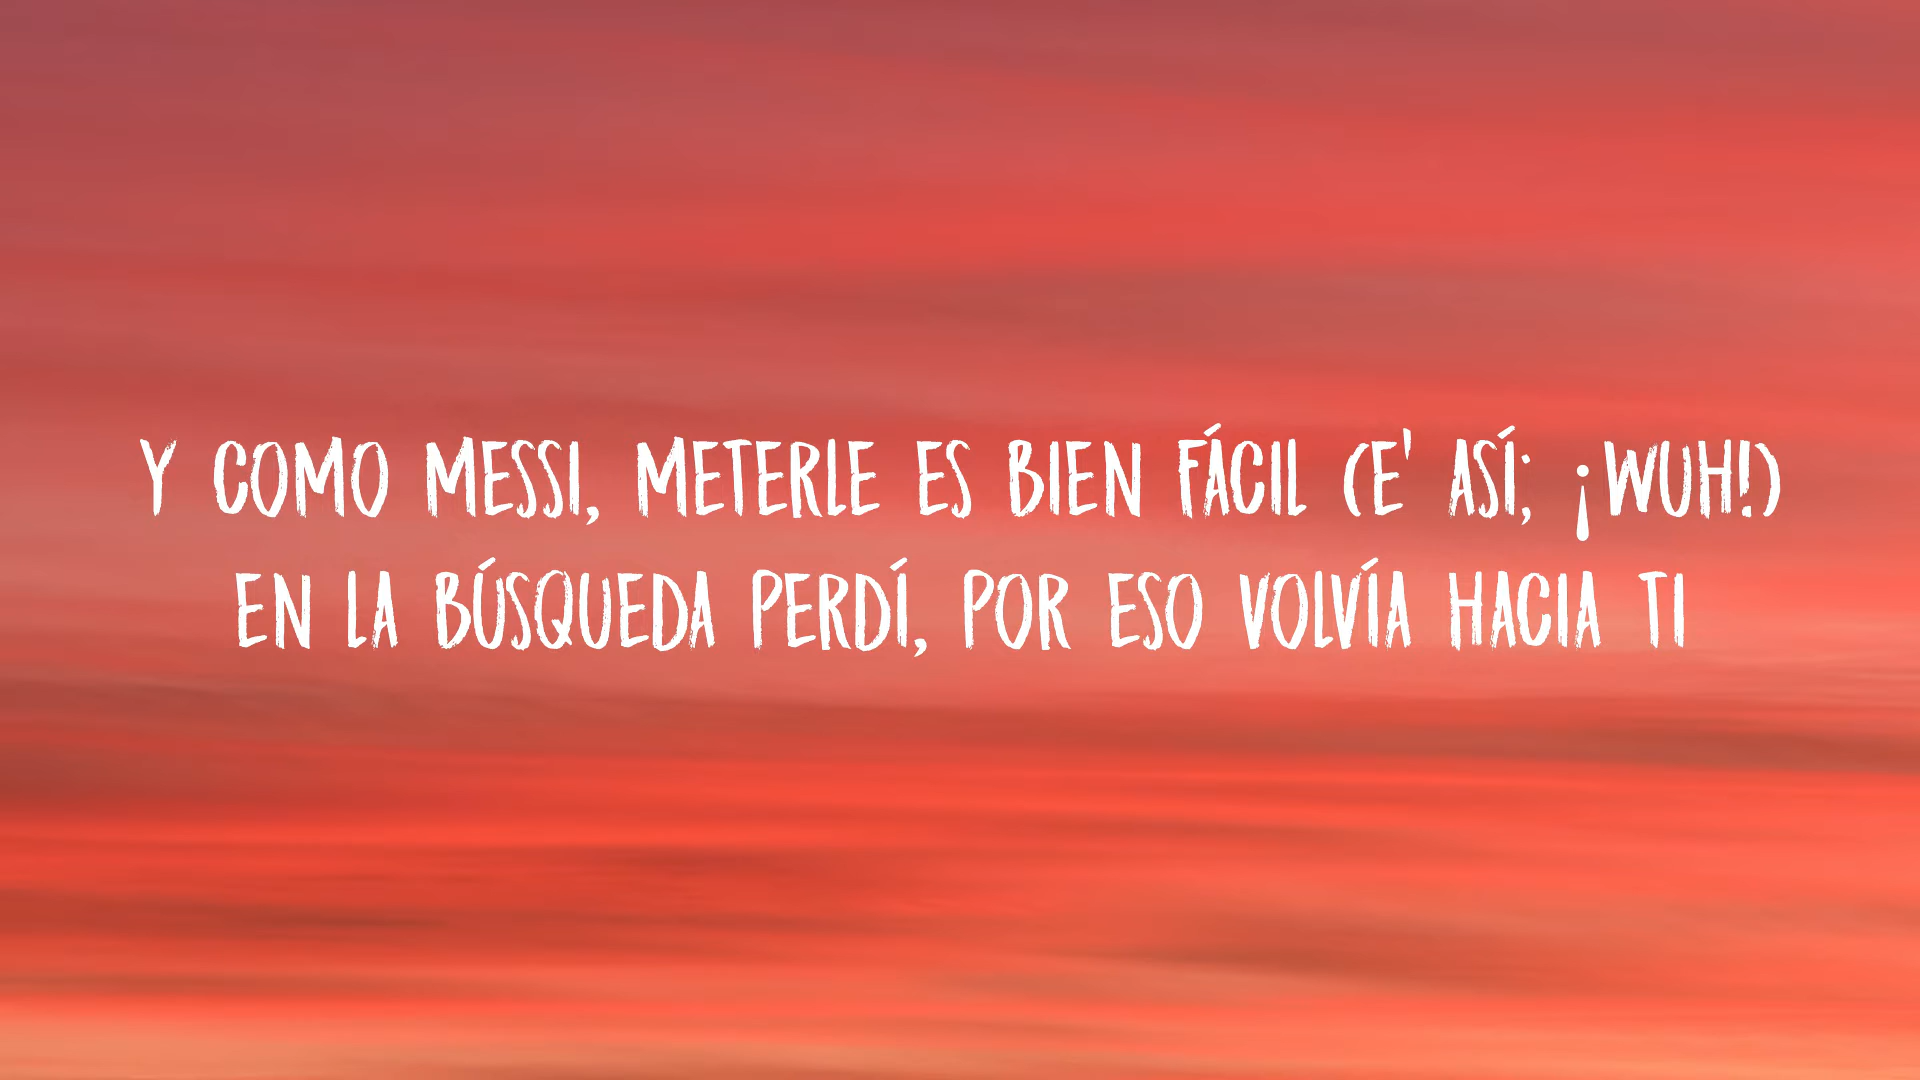 Y COMO MESSI, METERLE ES BIEN FÁCIL (E' ASÍ; ¡WUH!)
EN LA BÚSQUEDA PERDÍ, POR ESO VOLVÍA HACIA TI